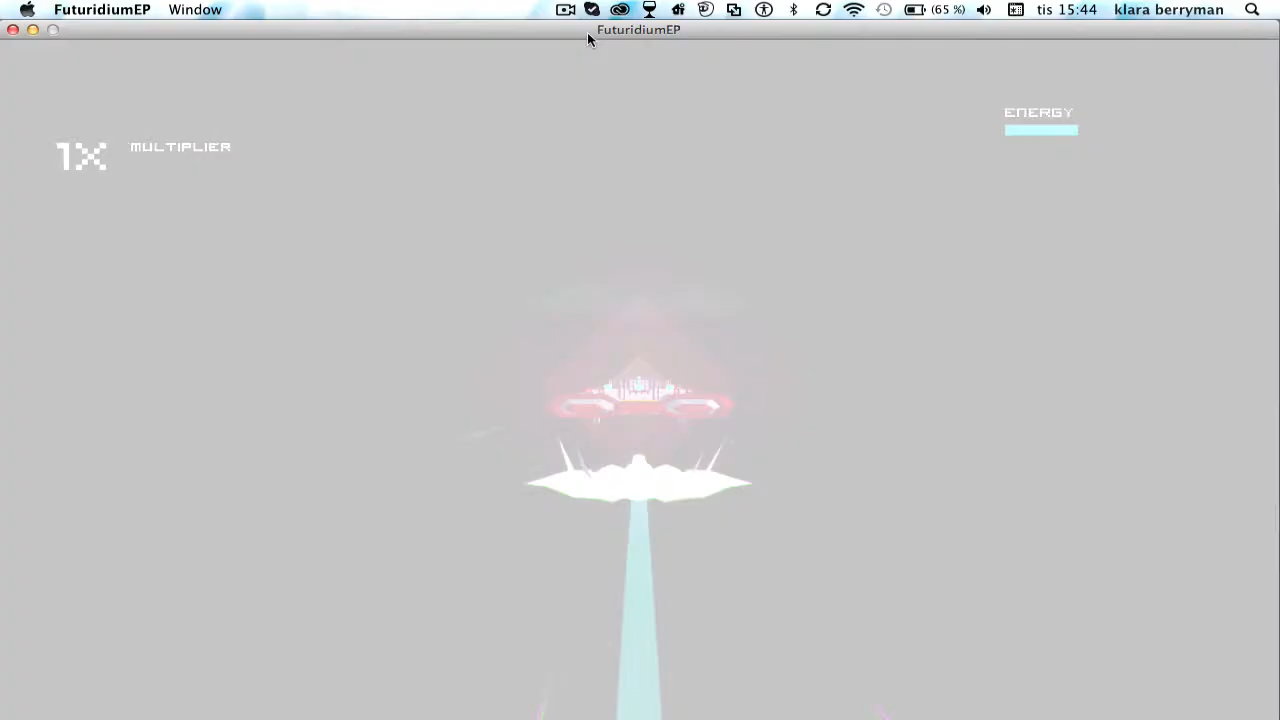 FuturidiumEP Window (65 %) tis 15:44 klara berryman
FuturidiumEP
ENERGY
1X MULTIPLIER